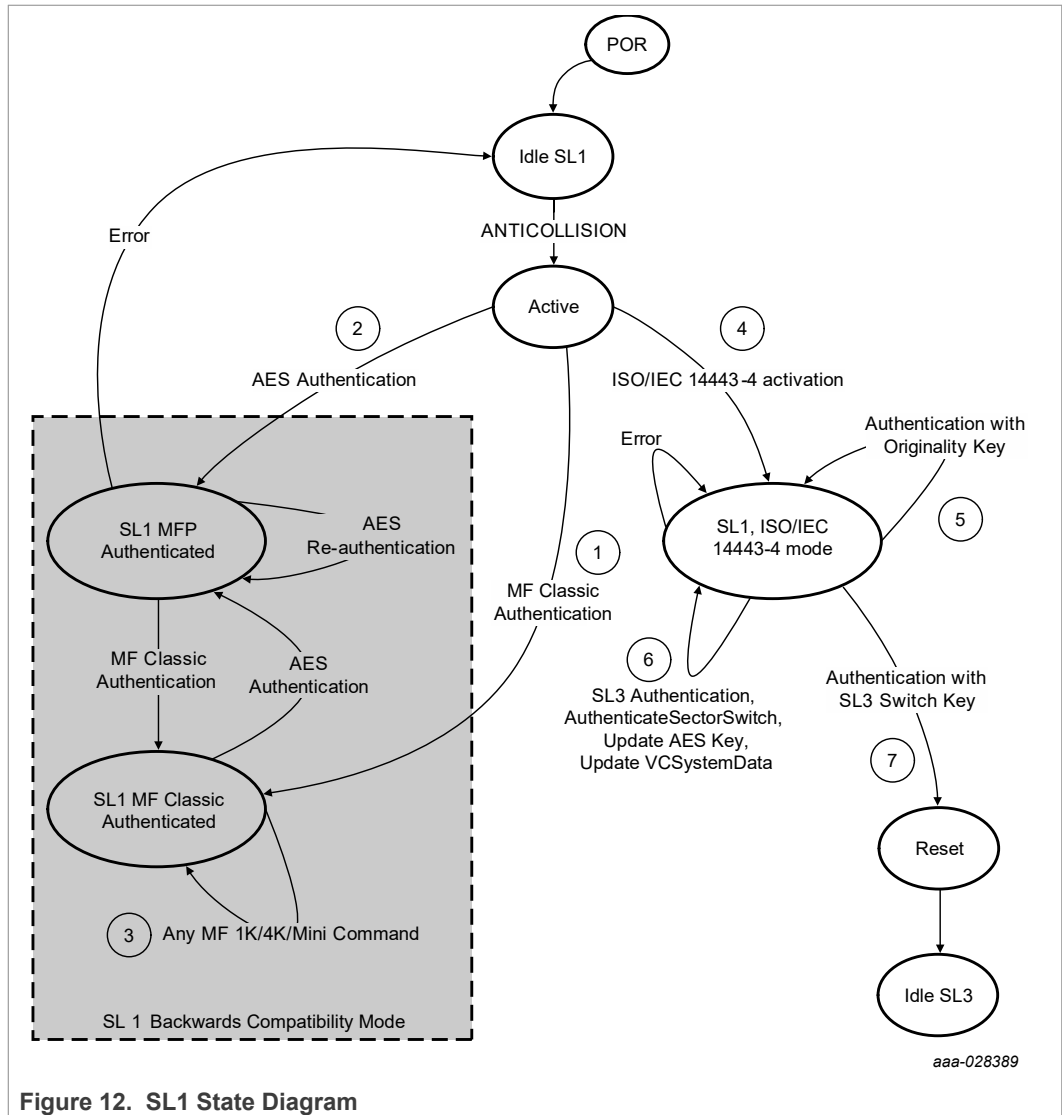 POR
Idle SL1
Error
ANTICOLLISION
Active
2
4
AES Authentication
ISO/IEC 14443-4 activation
Error
Authentication with
Originality Key
SL1 MFP
Authenticated
AES
Re-authentication
1
SL1, ISO/IEC
14443-4 mode
5
MF Classic
Authentication
MF Classic
Authentication
AES
Authentication
6
SL3 Authentication,
AuthenticateSectorSwitch,
Update AES Key,
Update VCSystemData
Authentication with
SL3 Switch Key
7
SL1 MF Classic
Authenticated
Reset
3
Any MF 1K/4K/Mini Command
Idle SL3
SL 1 Backwards Compatibility Mode
aaa-028389
Figure 12. SL1 State Diagram